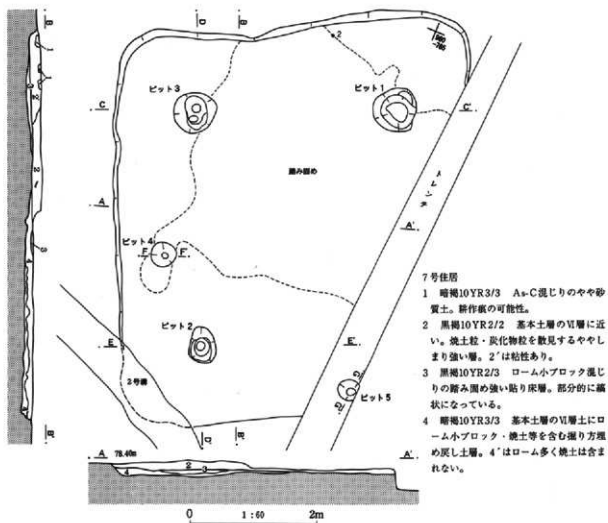 B
D
B
2
ピット3
ピット1
C
C'
踏み固め
トレンチ
A
A'
ピット4
F
F'
E
E'
ピット2
2号溝
G
G'
ピット5
D'
B'
B'
A
78.40m
A'
2
3
4
0
1:60
2m
7号住居
1 暗褐10YR3/3 As-C混じりのやや砂
質土。耕作痕の可能性。
2 黒褐10YR2/2 基本土層のⅥ層に近
い。焼土粒・炭化物粒を散見するややし
まり強い層。2´は粘性あり。
3 黒褐10YR2/3 ローム小ブロック混じ
りの踏み固め強い貼り床層。部分的に縞
状になっている。
4 暗褐10YR3/3 基本土層のⅥ層土にロ
ーム小ブロック・焼土等を含む掘り方埋
め戻し土層。4´はローム多く焼土は含ま
れない。